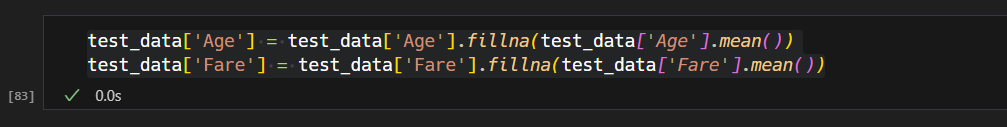 test_data['Age'] = test_data['Age'].fillna(test_data['Age'].mean())
test_data['Fare'] = test_data['Fare'].fillna(test_data['Fare'].mean())
[83] ✓ 0.0s